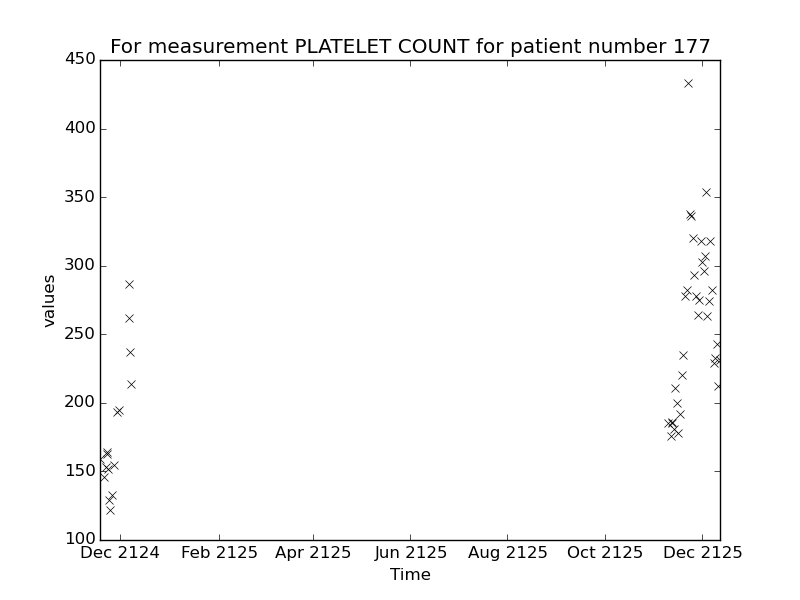 For measurement PLATELET COUNT for patient number 177
450
400
350
300
250
200
150
100
values
Dec 2124 Feb 2125 Apr 2125 Jun 2125 Aug 2125 Oct 2125 Dec 2125
Time